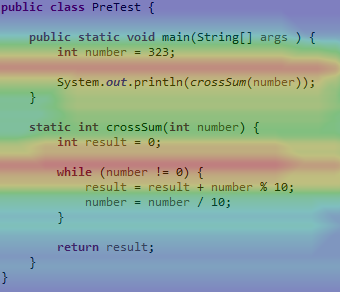 public class PreTest {
    public static void main(String[] args ) {
        int number = 323;
        System.out.println(crossSum(number));
    }
    static int crossSum(int number) {
        int result = 0;
        while (number != 0) {
            result = result + number % 10;
            number = number / 10;
        }
        return result;
    }
}